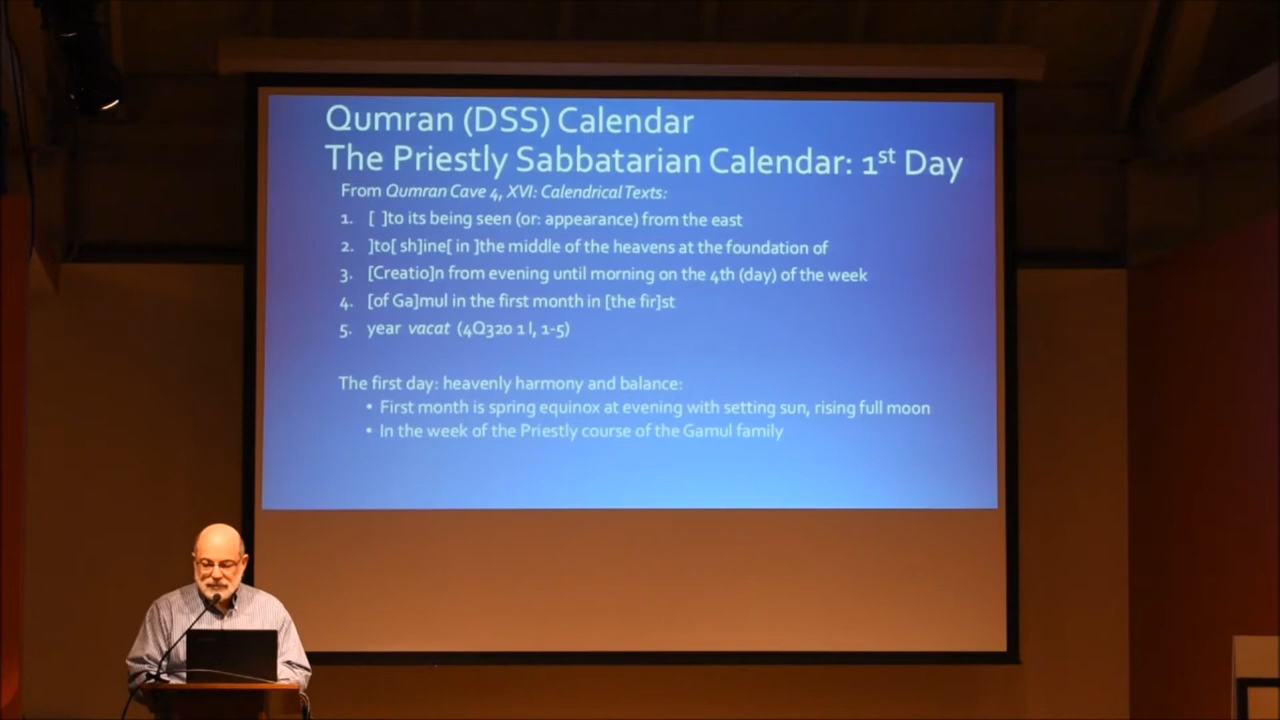 Qumran (DSS) Calendar
The Priestly Sabbatarian Calendar: 1st Day
From Qumran Cave 4, XVI: Calendrical Texts:
1. [ ]to its being seen (or: appearance) from the east
2. ]to[ sh]ine[ in ]the middle of the heavens at the foundation of
3. [Creatio]n from evening until morning on the 4th (day) of the week
4. [of Ga]mul in the first month in [the fir]st
5. year vacat (4Q320 1 I, 1-5)
The first day: heavenly harmony and balance:
• First month is spring equinox at evening with setting sun, rising full moon
• In the week of the Priestly course of the Gamul family